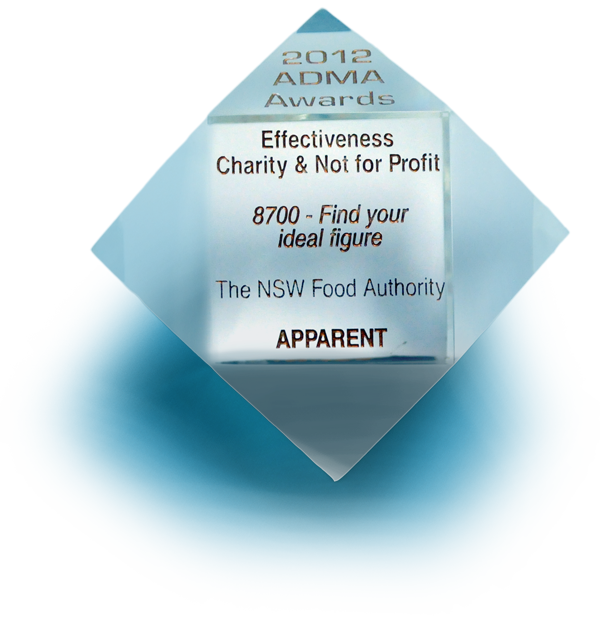 2012
ADMA
Awards
Effectiveness
Charity & Not for Profit
8700 - Find your
ideal figure
The NSW Food Authority
APPARENT